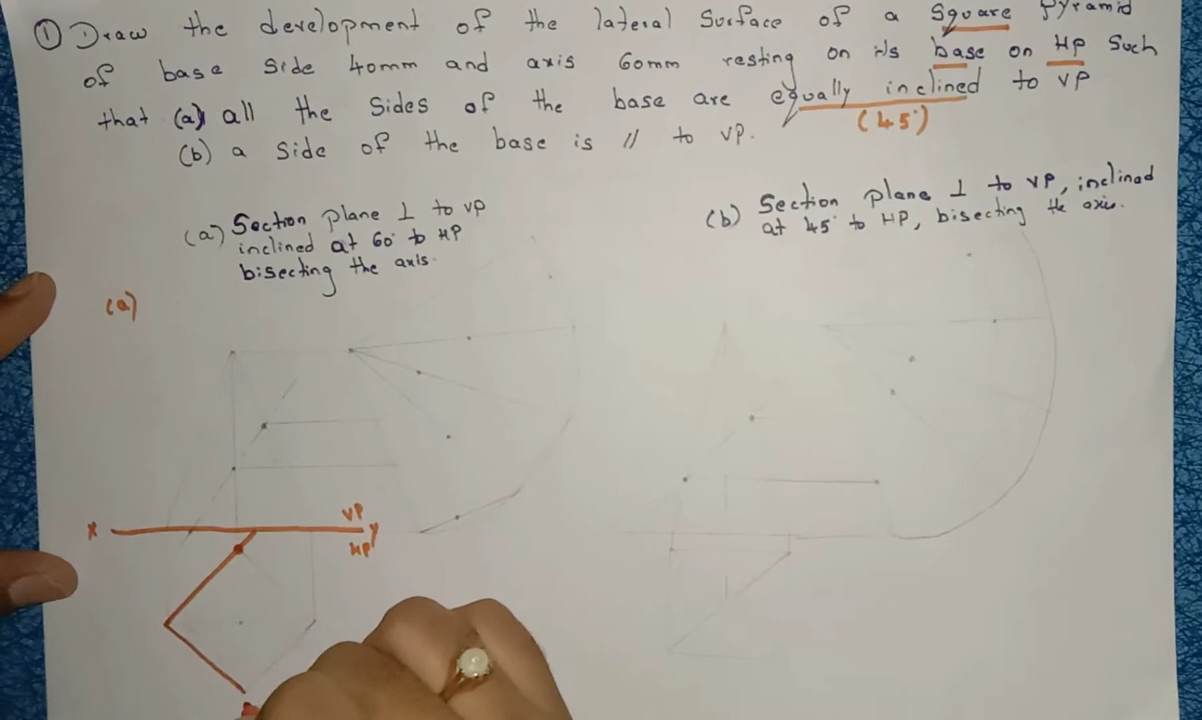 ① Draw the development of the lateral Surface of a Square Pyramid
of base side 40mm and axis 60mm resting on its base on HP Such
that (a) all the Sides of the base are equally inclined to VP
(45°)
(b) a Side of the base is // to VP.
(a) Section plane ⊥ to VP
inclined at 60° to HP
bisecting the axis.
(b) Section plane ⊥ to VP, inclined
at 45° to HP, bisecting the axis.
(a)
X VP Y
HP